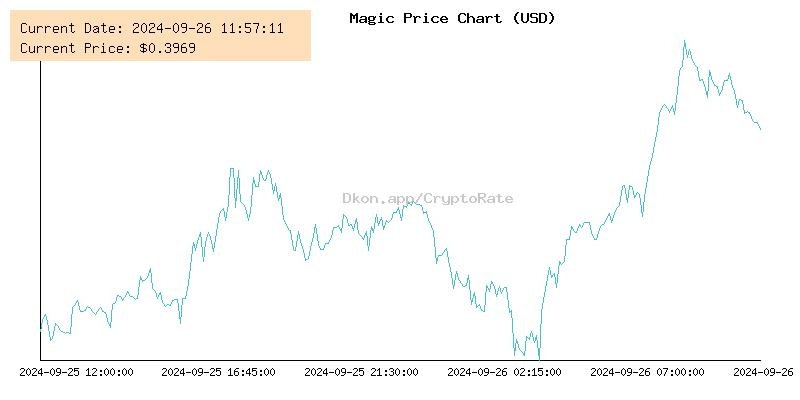 Magic Price Chart (USD)
Current Date: 2024-09-26 11:57:11
Current Price: $0.3969
Dkon.app/CryptoRate
2024-09-25 12:00:00 2024-09-25 16:45:00 2024-09-25 21:30:00 2024-09-26 02:15:00 2024-09-26 07:00:00 2024-09-26